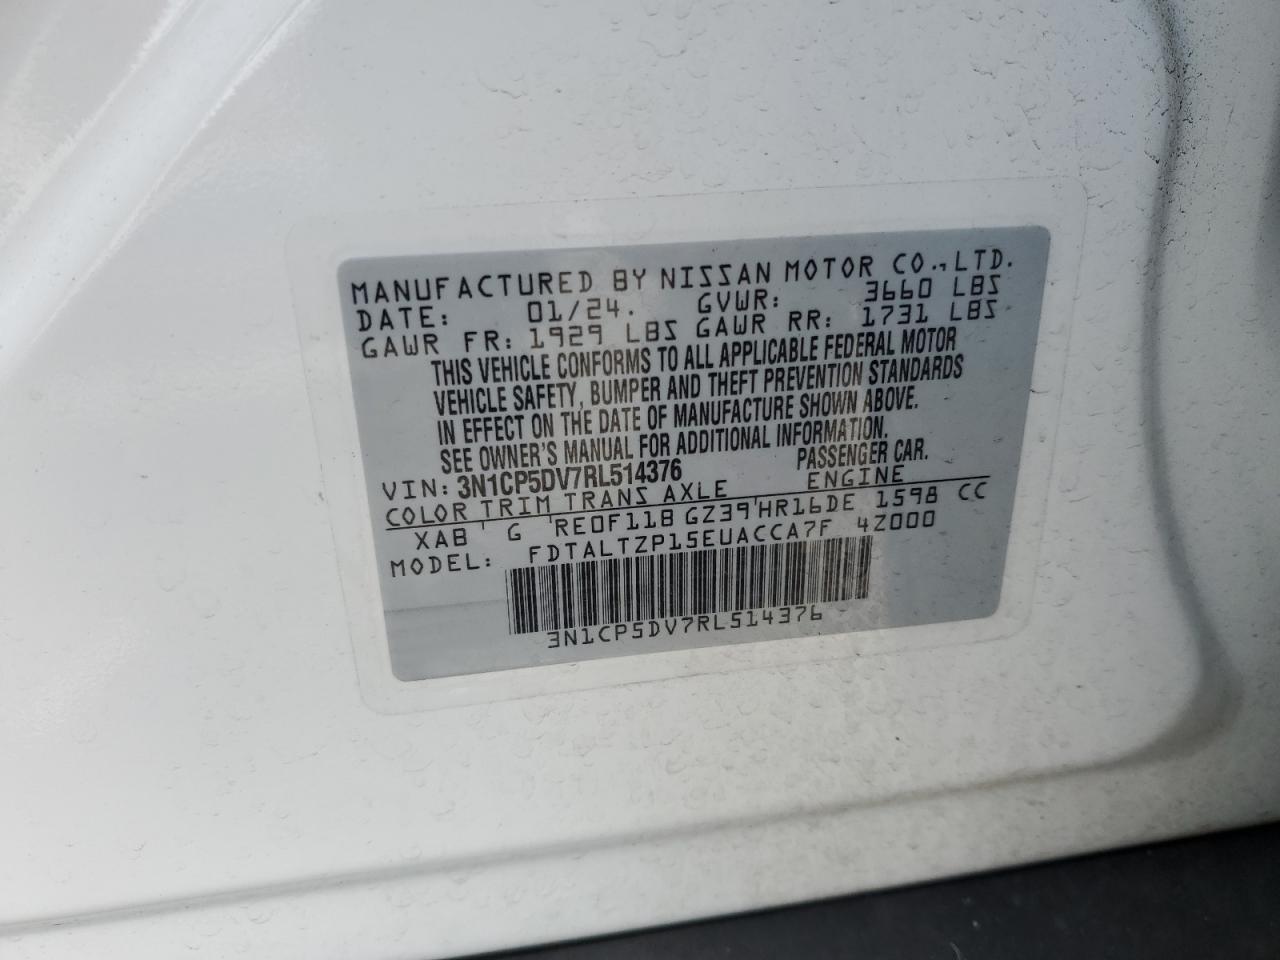 MANUFACTURED BY NISSAN MOTOR CO.,LTD.
DATE: 01/24. GVWR: 3660 LBS
GAWR FR: 1929 LBS GAWR RR: 1731 LBS
THIS VEHICLE CONFORMS TO ALL APPLICABLE FEDERAL MOTOR
VEHICLE SAFETY, BUMPER AND THEFT PREVENTION STANDARDS
IN EFFECT ON THE DATE OF MANUFACTURE SHOWN ABOVE.
SEE OWNER'S MANUAL FOR ADDITIONAL INFORMATION.
VIN: 3N1CP5DV7RL514376 PASSENGER CAR.
COLOR TRIM TRANS AXLE ENGINE
XAB G RE0F11B GZ39 HR16DE 1598 CC
MODEL: FDTALTZP15EUACCA7F 4Z000
3N1CP5DV7RL514376